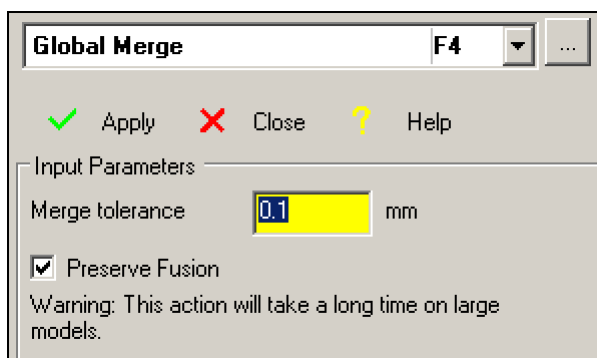 Global Merge F4 ...
Apply Close ? Help
Input Parameters
Merge tolerance 0.1 mm
Preserve Fusion
Warning: This action will take a long time on large
models.